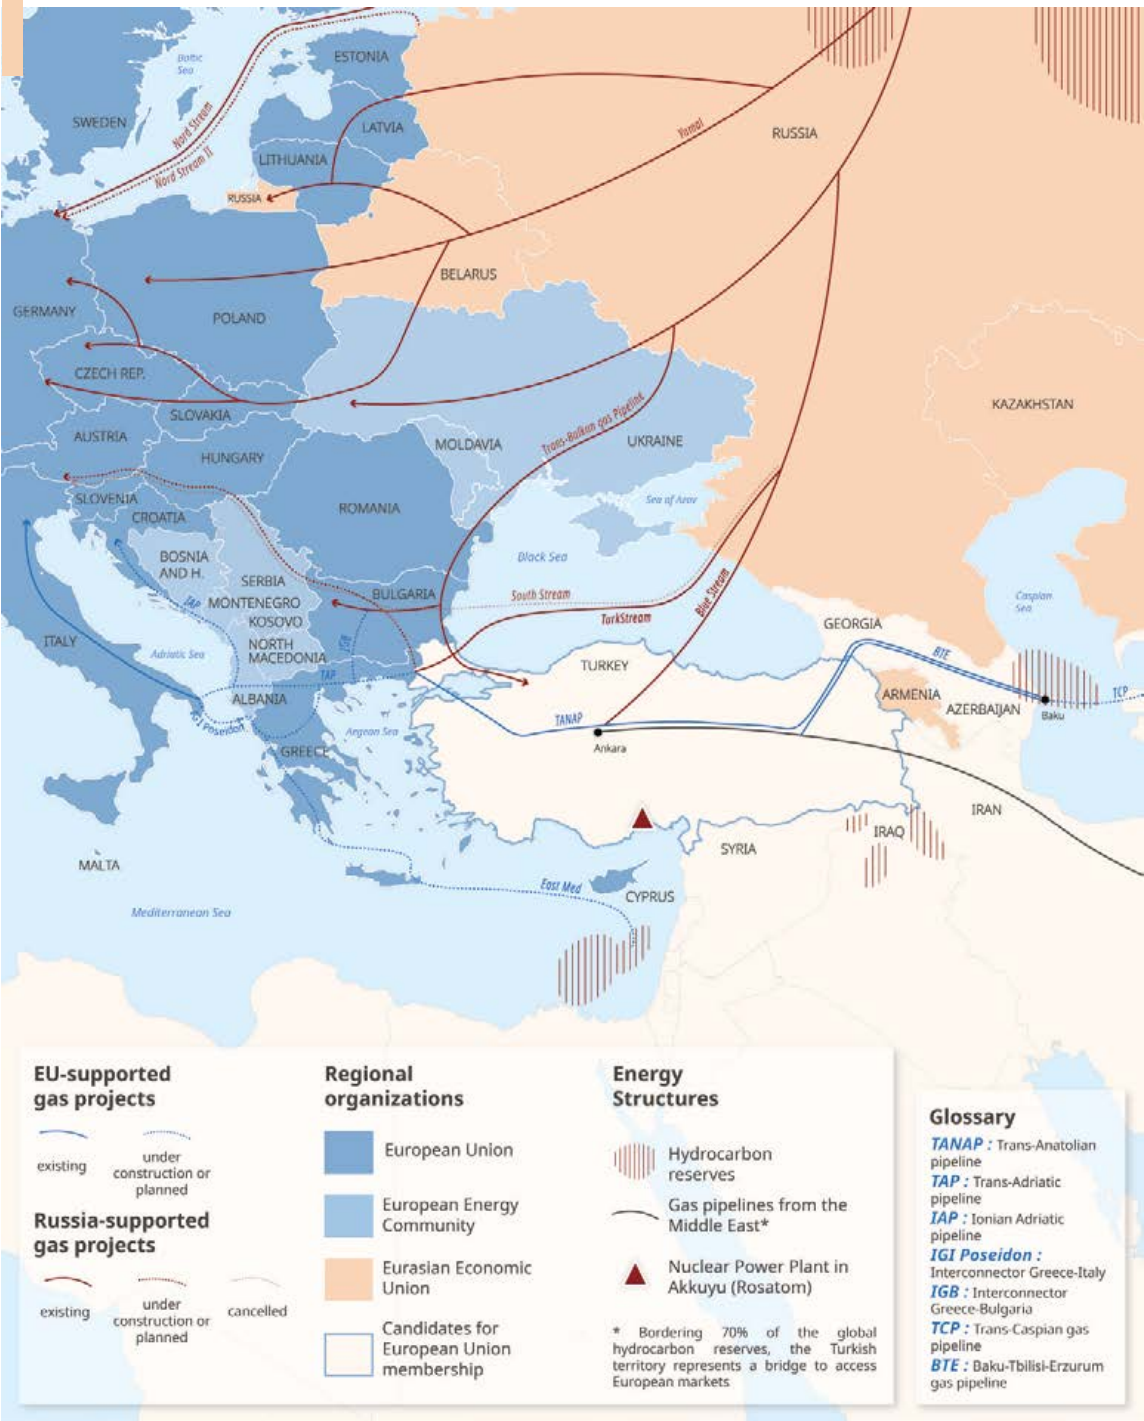 Baltic
Sea
ESTONIA
SWEDEN
LATVIA
Nord Stream
Nord Stream II
LITHUANIA
RUSSIA
Yamal
RUSSIA
BELARUS
GERMANY
POLAND
CZECH REP.
SLOVAKIA
AUSTRIA
HUNGARY
MOLDAVIA
Trans-Balkan gas Pipeline
UKRAINE
KAZAKHSTAN
SLOVENIA
CROATIA
ROMANIA
Sea of Azov
BOSNIA
AND H.
SERBIA
Black Sea
IAP
MONTENEGRO
KOSOVO
BULGARIA
South Stream
TurkStream
Blue Stream
Caspian
Sea
ITALY
Adriatic Sea
NORTH
MACEDONIA
IGB
TAP
GEORGIA
BTE
TURKEY
ALBANIA
ARMENIA
AZERBAIJAN
Baku
TCP
IGI Poseidon
GREECE
Aegean Sea
TANAP
Ankara
IRAN
IRAQ
SYRIA
MALTA
East Med
CYPRUS
Mediterranean Sea
EU-supported
gas projects
existing
under
construction or
planned
Russia-supported
gas projects
existing
under
construction or
planned
cancelled
Regional
organizations
European Union
European Energy
Community
Eurasian Economic
Union
Candidates for
European Union
membership
Energy
Structures
Hydrocarbon
reserves
Gas pipelines from the
Middle East*
Nuclear Power Plant in
Akkuyu (Rosatom)
* Bordering 70% of the global
hydrocarbon reserves, the Turkish
territory represents a bridge to access
European markets
Glossary
TANAP : Trans-Anatolian
pipeline
TAP : Trans-Adriatic
pipeline
IAP : Ionian Adriatic
pipeline
IGI Poseidon :
Interconnector Greece-Italy
IGB : Interconnector
Greece-Bulgaria
TCP : Trans-Caspian gas
pipeline
BTE : Baku-Tbilisi-Erzurum
gas pipeline